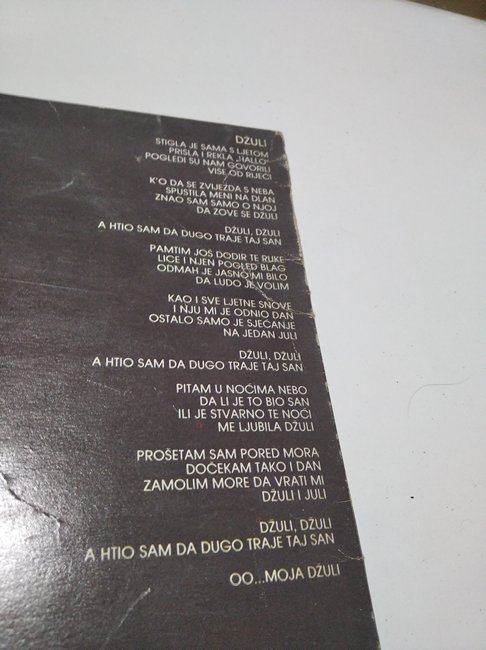 DŽULI
STIGLA JE SAMA S LJETOM
PRISLA I REKLA „HALLO"
POGLEDI SU NAM GOVORILI
VIŠE OD RIJEČI
K'O DA SE ZVIJEZDA S NEBA
SPUSTILA MENI NA DLAN
ZNAO SAM SAMO O NJOJ
DA ZOVE SE DŽULI
DŽULI, DŽULI
A HTIO SAM DA DUGO TRAJE TAJ SAN
PAMTIM JOŠ DODIR TE RUKE
LICE I NJEN POGLED BLAG
ODMAH JE JASNO MI BILO
DA LUDO JE VOLIM
KAO I SVE LJETNE SNOVE
I NJU MI JE ODNIO DAN
OSTALO SAMO JE SJEĆANJE
NA JEDAN JULI
DŽULI, DŽULI
A HTIO SAM DA DUGO TRAJE TAJ SAN
PITAM U NOĆIMA NEBO
DA LI JE TO BIO SAN
ILI JE STVARNO TE NOĆI
ME LJUBILA DŽULI
PROŠETAM SAM PORED MORA
DOČEKAM TAKO I DAN
ZAMOLIM MORE DA VRATI MI
DŽULI I JULI
DŽULI, DŽULI
A HTIO SAM DA DUGO TRAJE TAJ SAN
OO...MOJA DŽULI